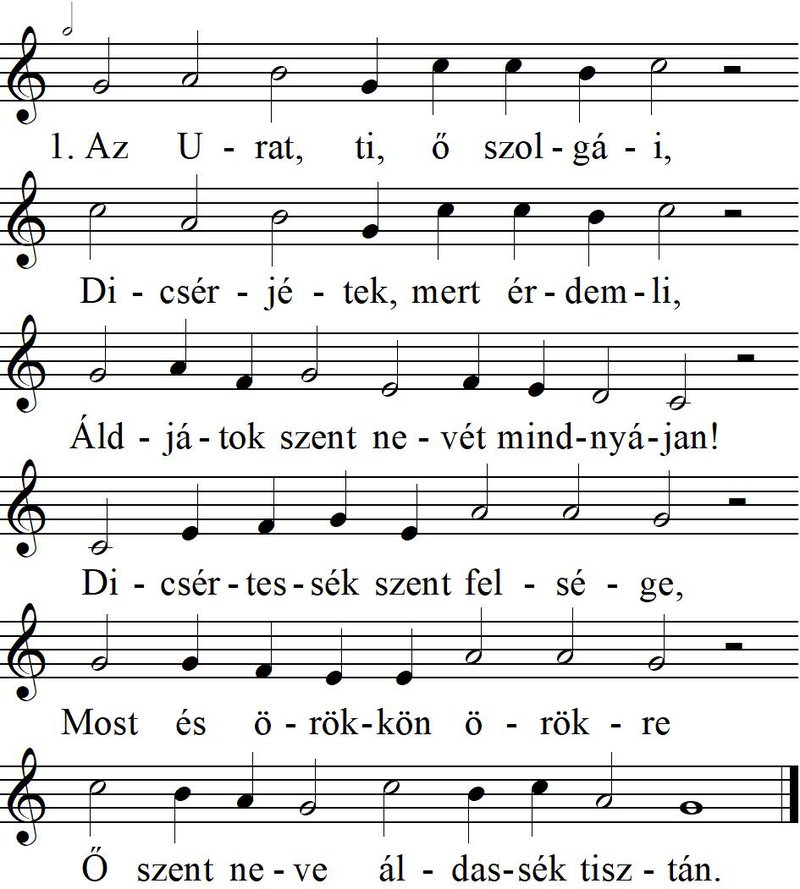 1. Az U - rat, ti, ő szol - gá - i,
Di - csér - jé - tek, mert ér - dem - li,
Áld - já - tok szent ne - vét mind-nyá-jan!
Di - csér - tes - sék szent fel - sé - ge,
Most és ö - rök-kön ö - rök - re
Ő szent ne - ve ál - das-sék tisz - tán.